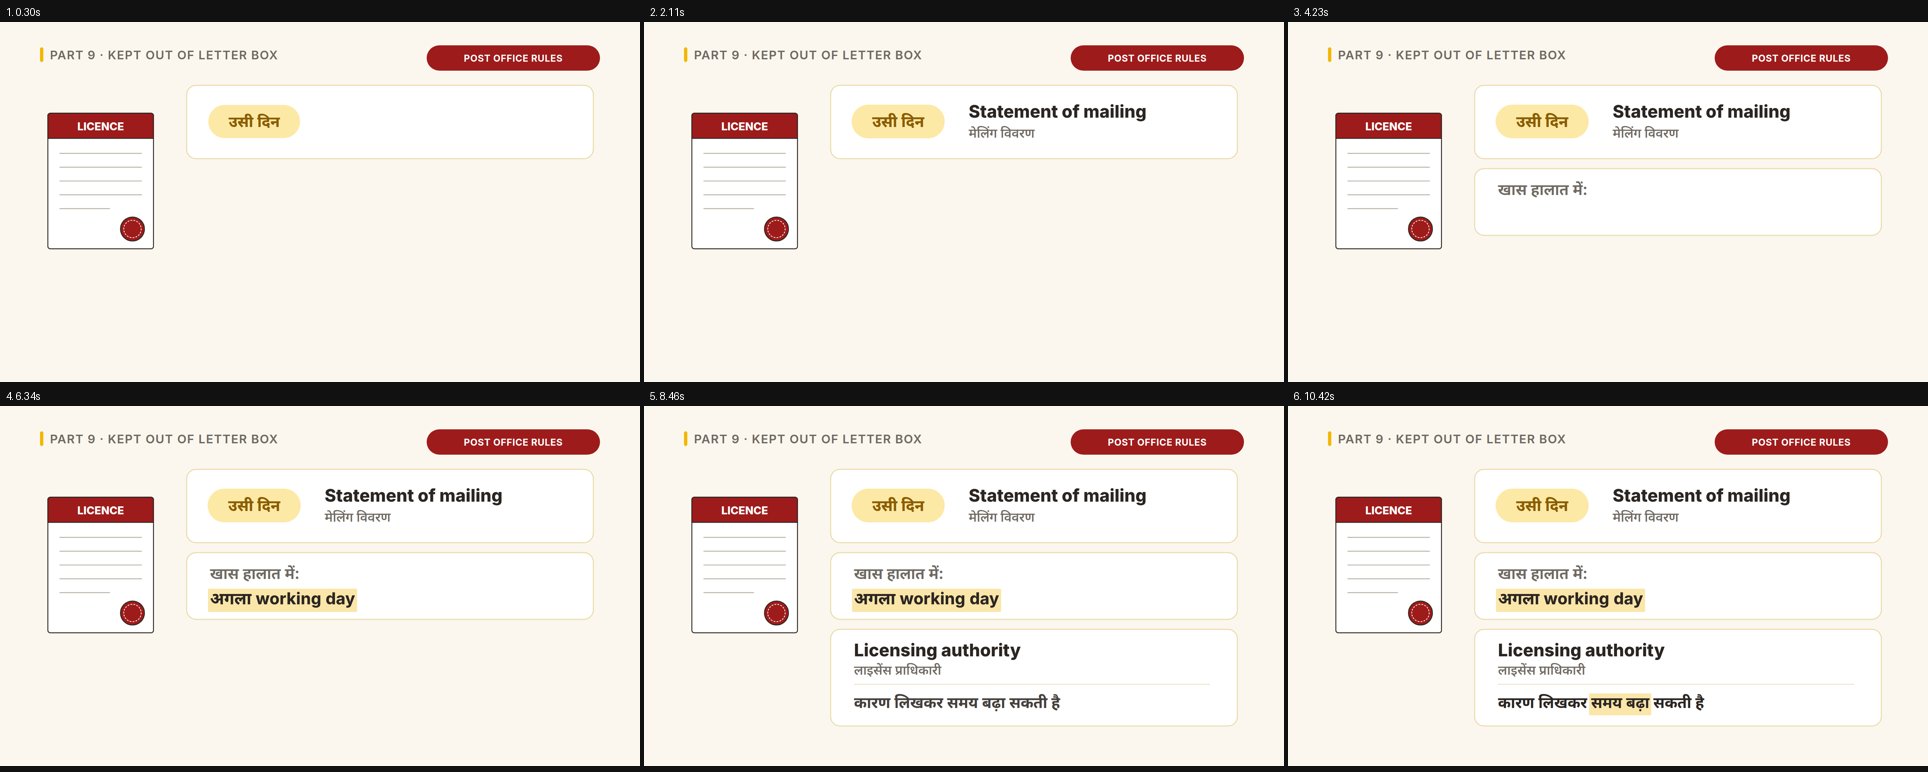 1. 0.30s
PART 9 · KEPT OUT OF LETTER BOX
POST OFFICE RULES
LICENCE
उसी दिन
2. 2.11s
PART 9 · KEPT OUT OF LETTER BOX
POST OFFICE RULES
LICENCE
उसी दिन
Statement of mailing
मेलिंग विवरण
3. 4.23s
PART 9 · KEPT OUT OF LETTER BOX
POST OFFICE RULES
LICENCE
उसी दिन
Statement of mailing
मेलिंग विवरण
खास हालात में:
4. 6.34s
PART 9 · KEPT OUT OF LETTER BOX
POST OFFICE RULES
LICENCE
उसी दिन
Statement of mailing
मेलिंग विवरण
खास हालात में:
अगला working day
5. 8.46s
PART 9 · KEPT OUT OF LETTER BOX
POST OFFICE RULES
LICENCE
उसी दिन
Statement of mailing
मेलिंग विवरण
खास हालात में:
अगला working day
Licensing authority
लाइसेंस प्राधिकारी
कारण लिखकर समय बढ़ा सकती है
6. 10.42s
PART 9 · KEPT OUT OF LETTER BOX
POST OFFICE RULES
LICENCE
उसी दिन
Statement of mailing
मेलिंग विवरण
खास हालात में:
अगला working day
Licensing authority
लाइसेंस प्राधिकारी
कारण लिखकर समय बढ़ा सकती है